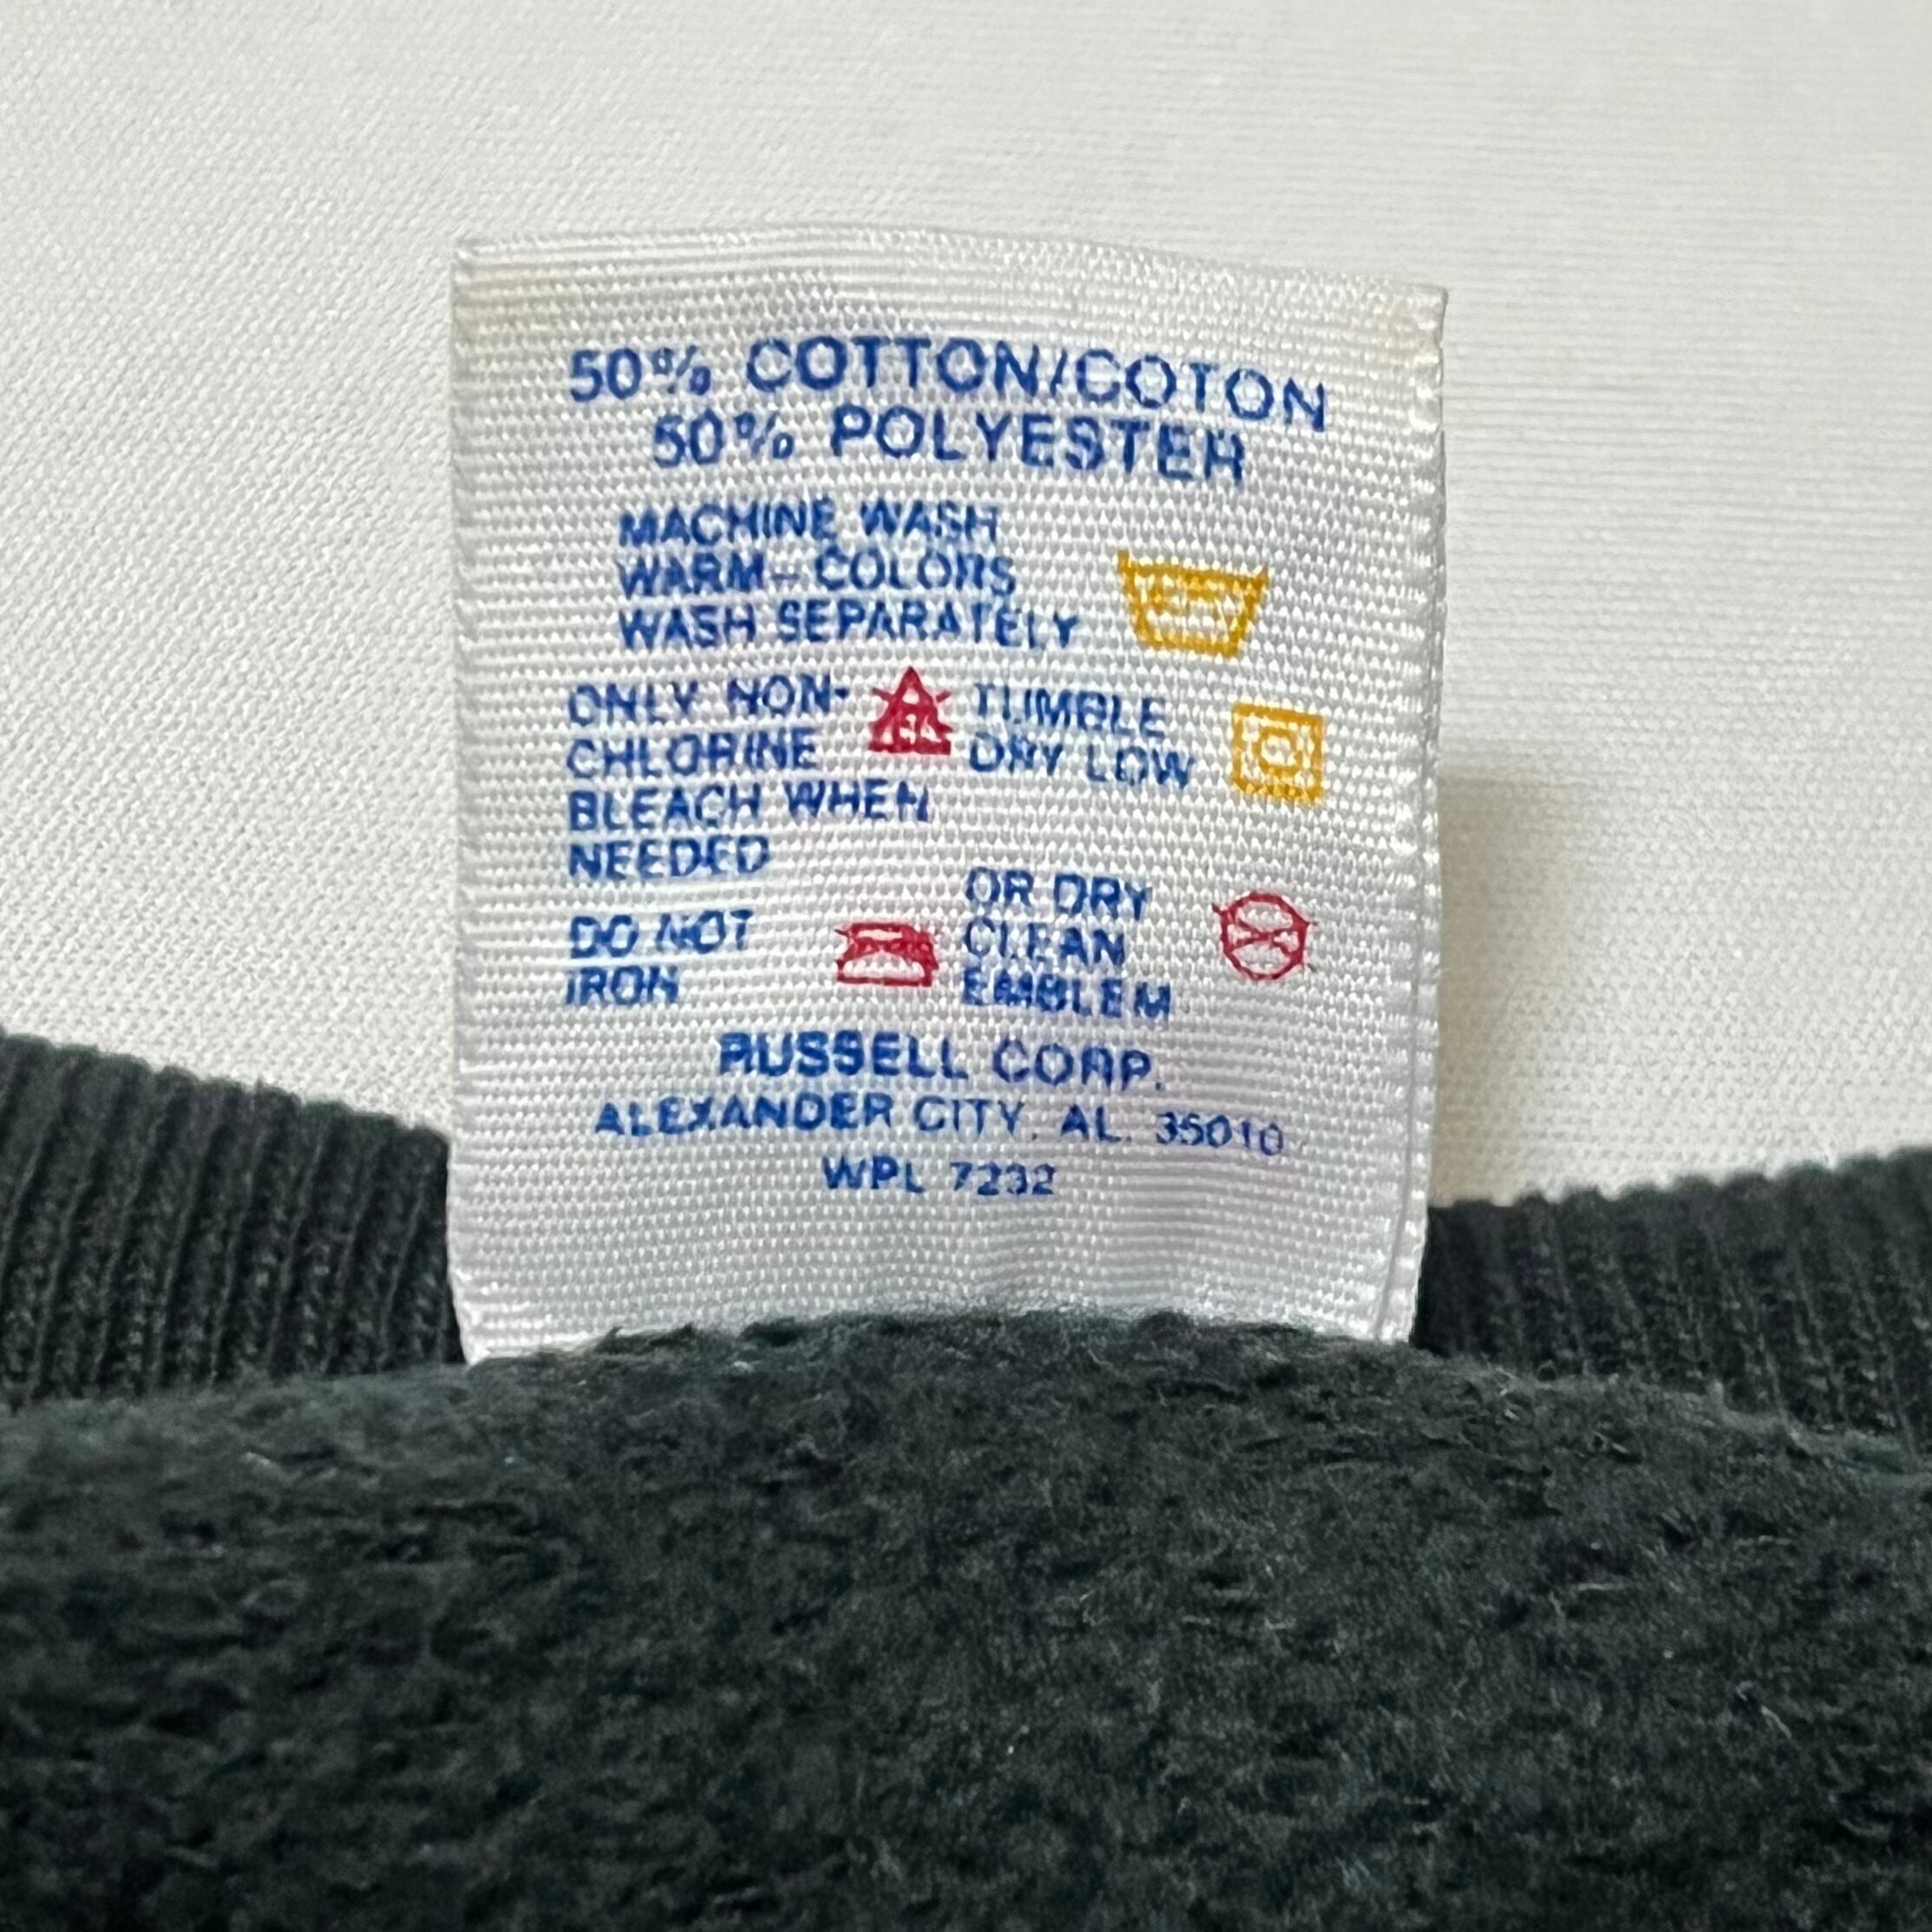 50% COTTON/COTON
50% POLYESTER
MACHINE WASH
WARM- COLORS
WASH SEPARATELY
ONLY NON-
CHLORINE
BLEACH WHEN
NEEDED
TUMBLE
DRY LOW
DO NOT
IRON
OR DRY
CLEAN
EMBLEM
RUSSELL CORP.
ALEXANDER CITY, AL. 35010
WPL 7232